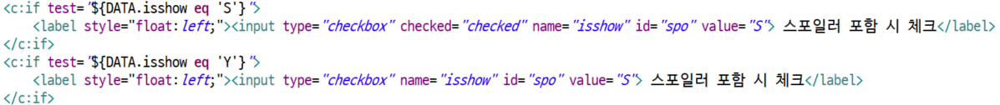 <c:if test="${DATA.isshow eq 'S'}">
<label style="float:left;"><input type="checkbox" checked="checked" name="isshow" id="spo" value="S"> 스포일러 포함 시 체크</label>
</c:if>
<c:if test="${DATA.isshow eq 'Y'}">
<label style="float:left;"><input type="checkbox" name="isshow" id="spo" value="S"> 스포일러 포함 시 체크</label>
</c:if>